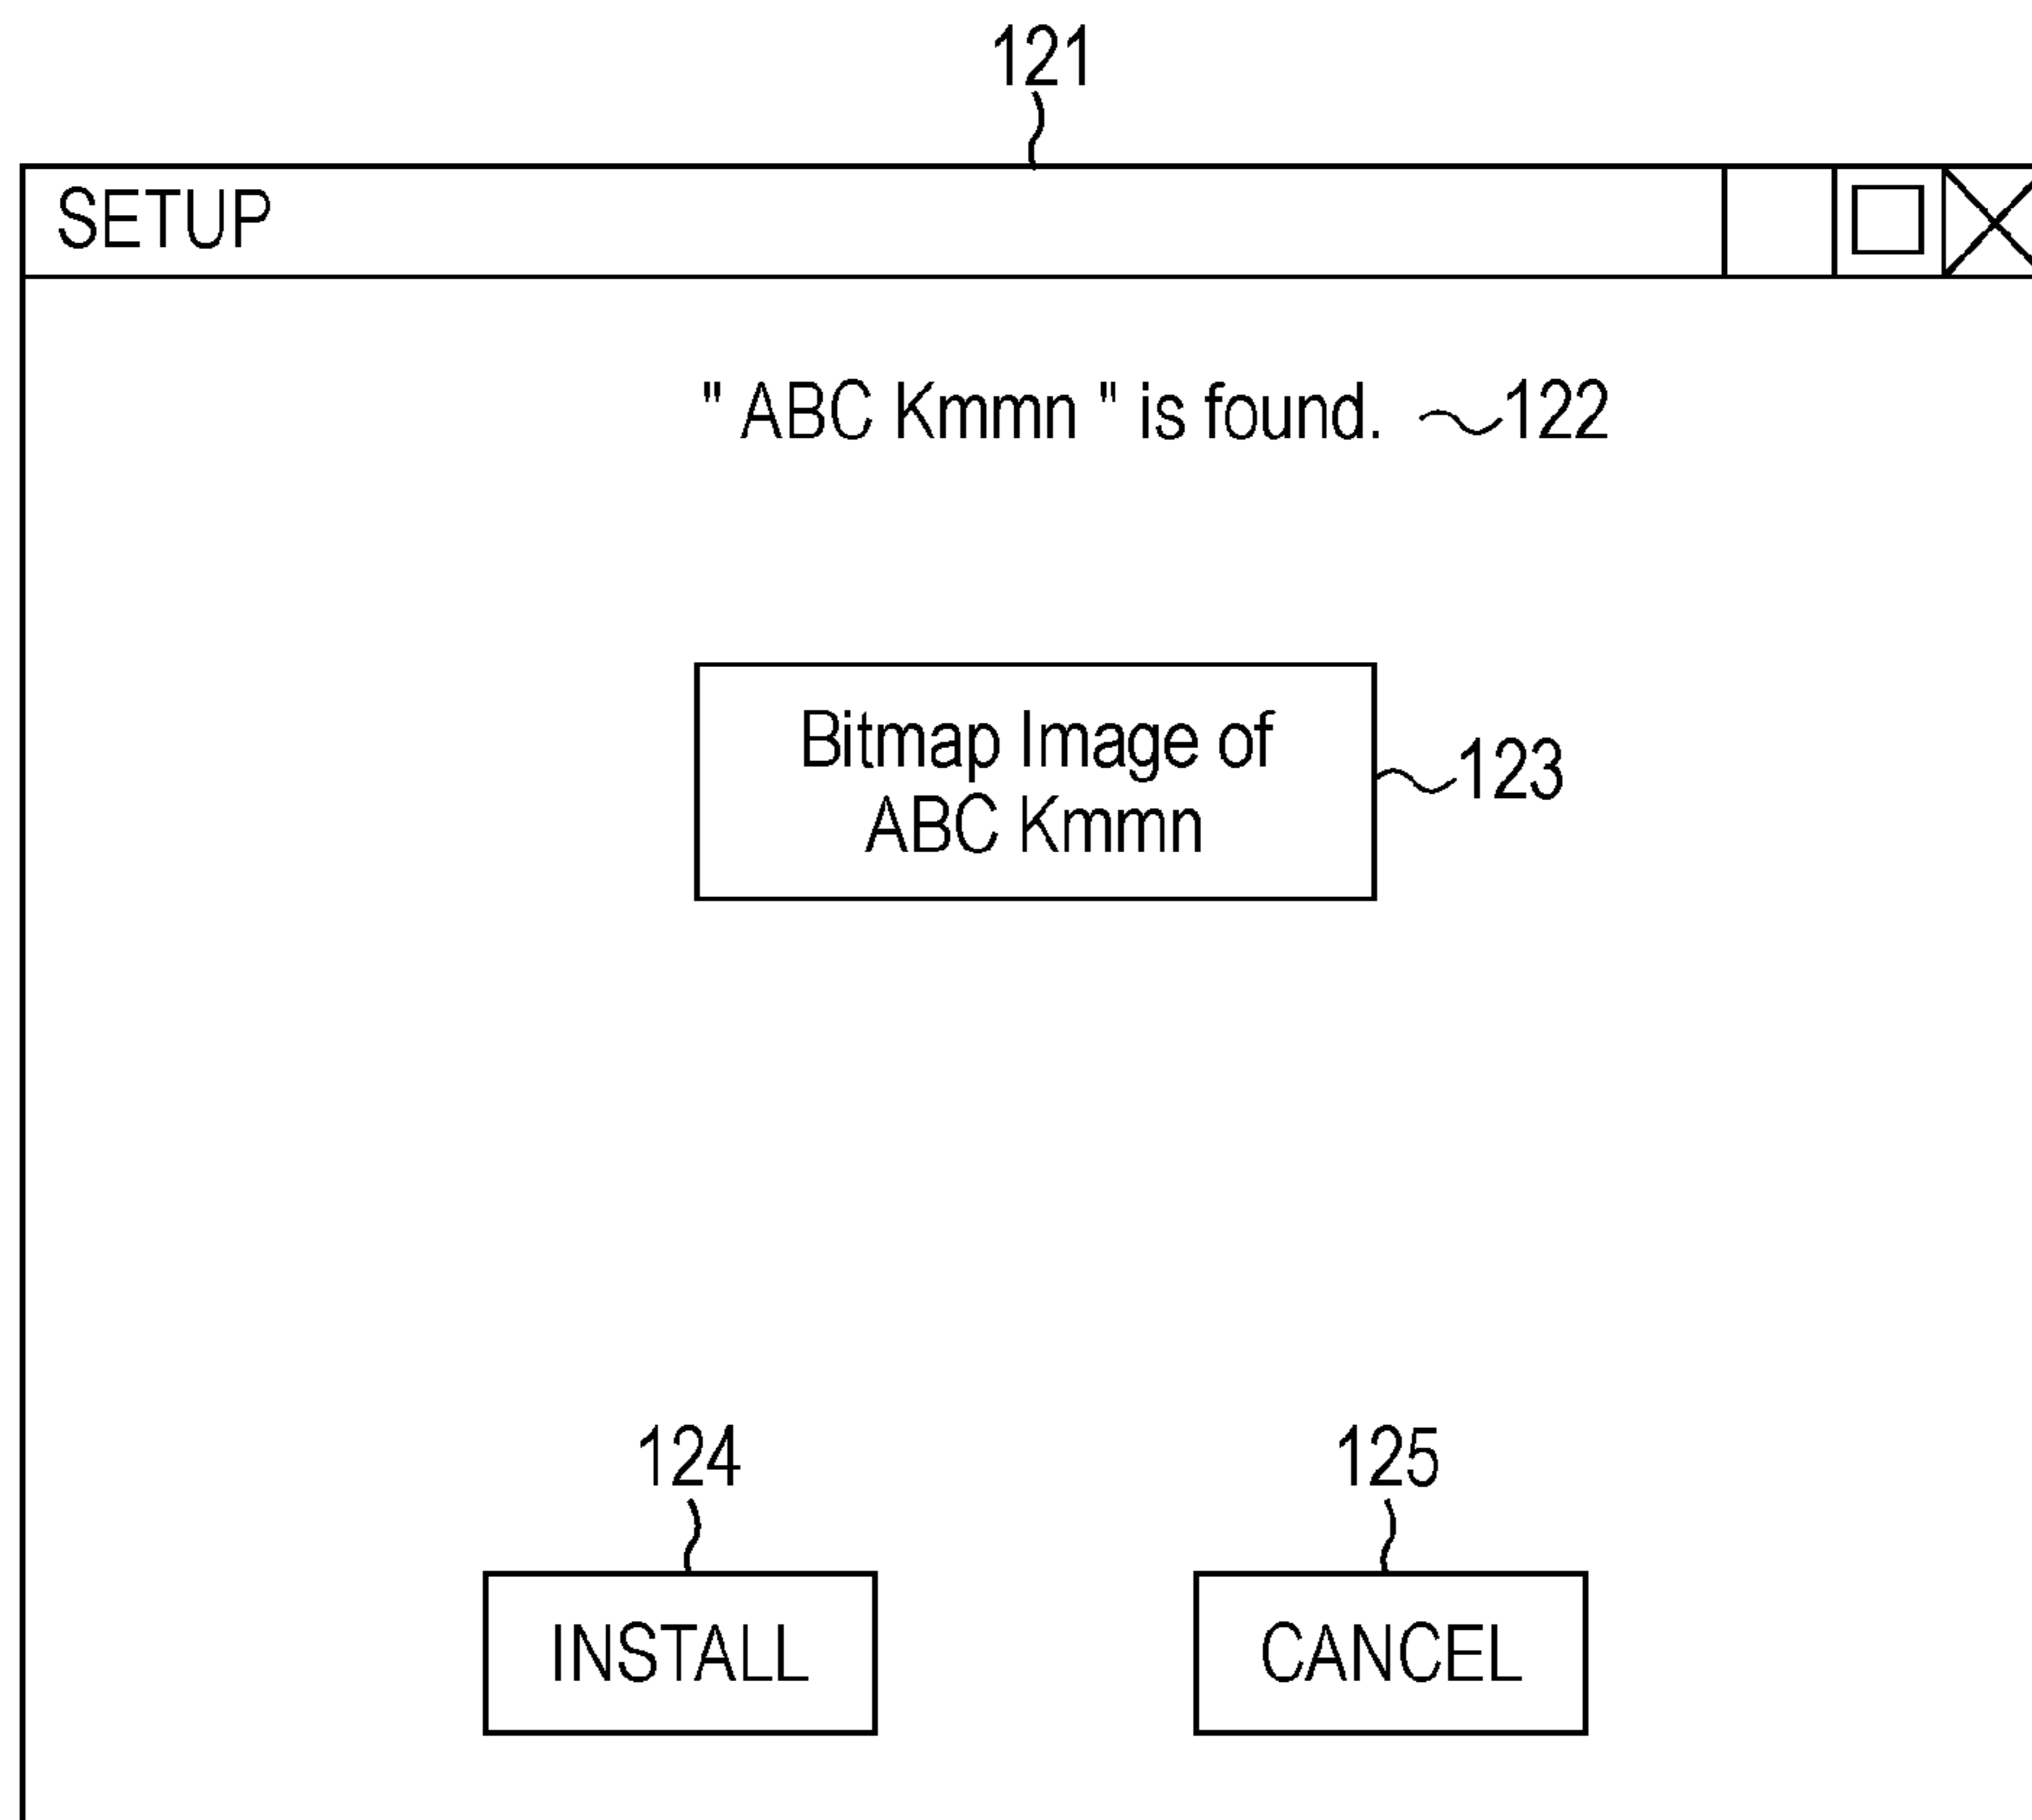 121
SETUP
" ABC Kmmn " is found. 122
Bitmap Image of
ABC Kmmn
123
124 125
INSTALL CANCEL